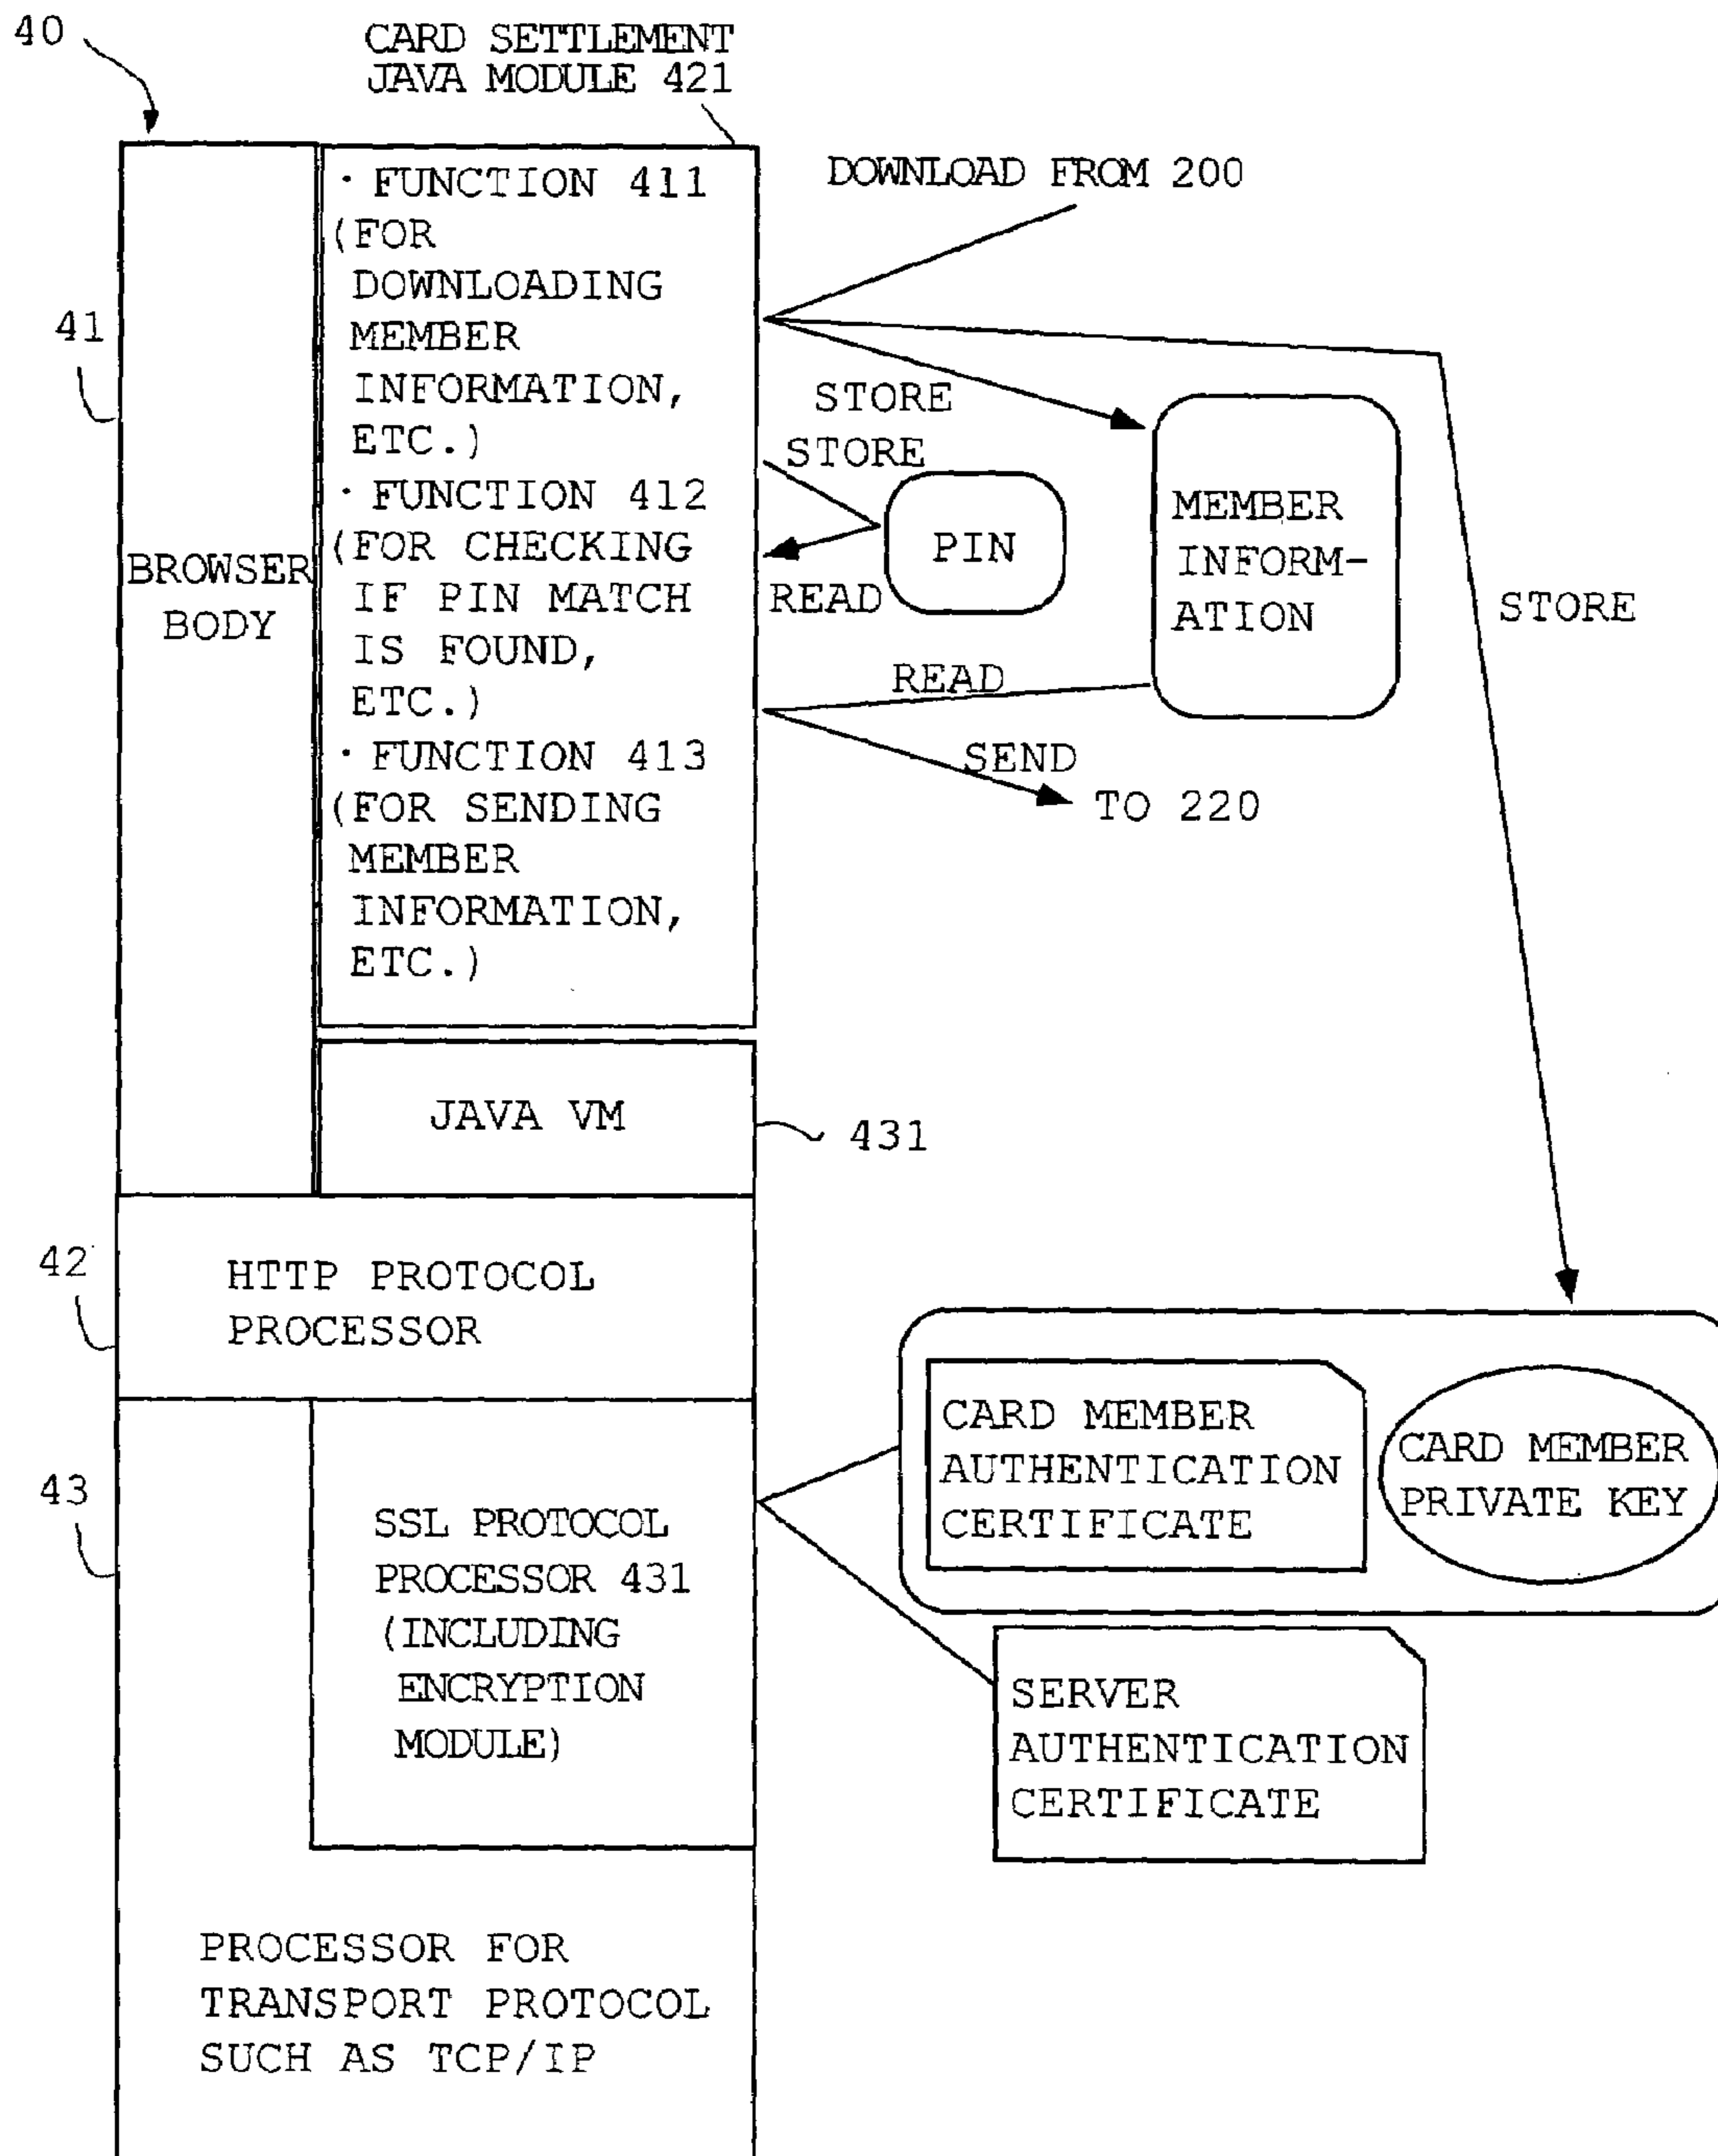 40
CARD SETTLEMENT
JAVA MODULE 421
· FUNCTION 411
(FOR
DOWNLOADING
MEMBER
INFORMATION,
ETC.)
· FUNCTION 412
(FOR CHECKING
IF PIN MATCH
IS FOUND,
ETC.)
· FUNCTION 413
(FOR SENDING
MEMBER
INFORMATION,
ETC.)
DOWNLOAD FROM 200
41
BROWSER
BODY
STORE
STORE
PIN
READ
MEMBER
INFORM-
ATION
STORE
READ
SEND
TO 220
JAVA VM
431
42
HTTP PROTOCOL
PROCESSOR
43
SSL PROTOCOL
PROCESSOR 431
(INCLUDING
ENCRYPTION
MODULE)
CARD MEMBER
AUTHENTICATION
CERTIFICATE
CARD MEMBER
PRIVATE KEY
SERVER
AUTHENTICATION
CERTIFICATE
PROCESSOR FOR
TRANSPORT PROTOCOL
SUCH AS TCP/IP